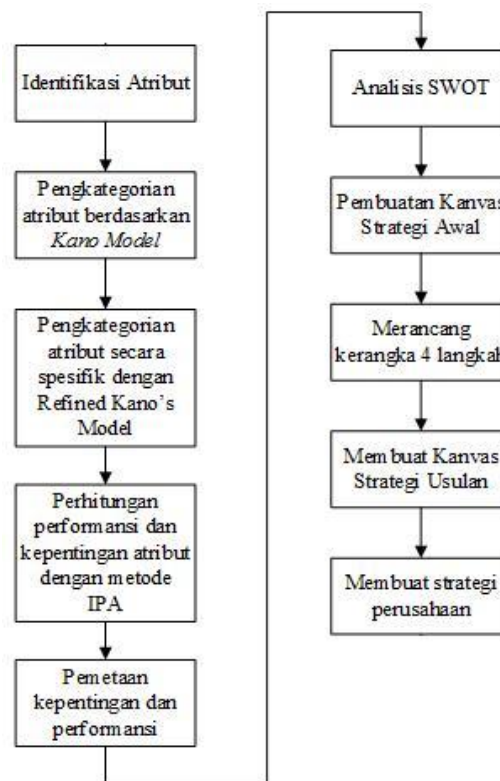 Identifikasi Atribut
Pengkategorian
atribut berdasarkan
Kano Model
Pengkategorian
atribut secara
spesifik dengan
Refined Kano's
Model
Perhitungan
performansi dan
kepentingan atribut
dengan metode
IPA
Pemetaan
kepentingan dan
performansi
Analisis SWOT
Pembuatan Kanvas
Strategi Awal
Merancang
kerangka 4 langkah
Membuat Kanvas
Strategi Usulan
Membuat strategi
perusahaan